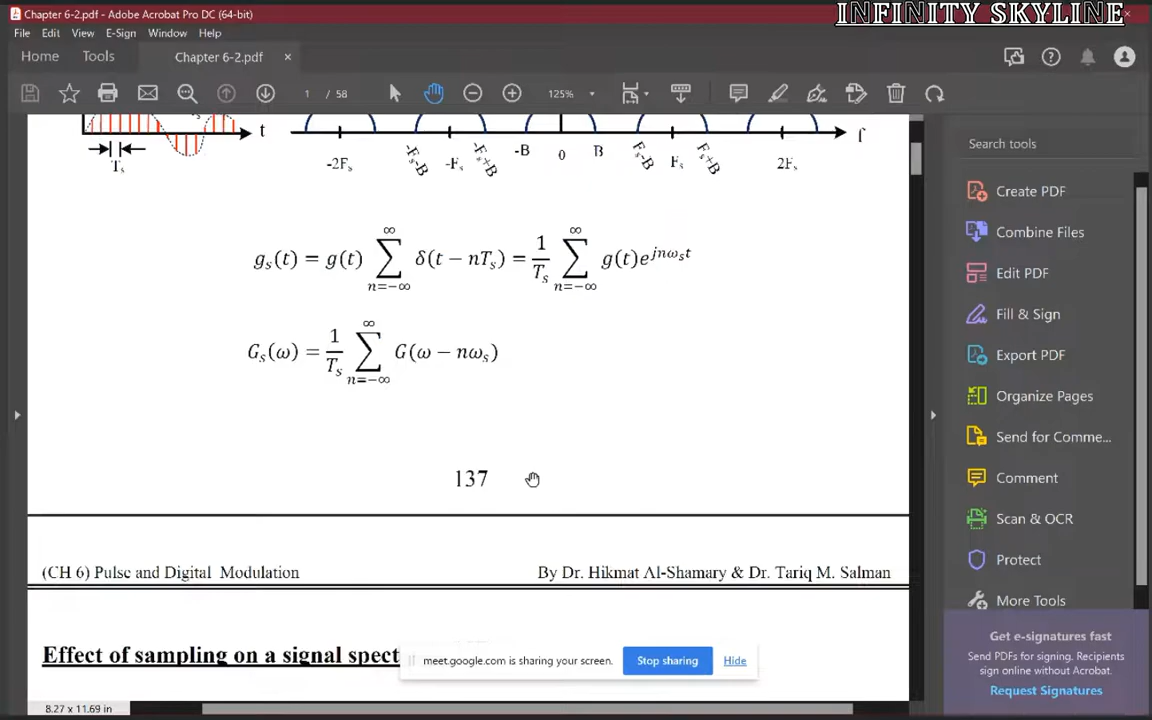 Chapter 6-2.pdf - Adobe Acrobat Pro DC (64-bit)
INFINITY SKYLINE
File Edit View E-Sign Window Help
Home Tools Chapter 6-2.pdf ×
1 / 58 125%
Search tools
t
f
-2Fₛ -Fₛ-B -Fₛ -Fₛ+B -B 0 B Fₛ-B Fₛ Fₛ+B 2Fₛ
Tₛ
gₛ(t) = g(t) ∑_{n=-∞}^{∞} δ(t − nTₛ) = 1/Tₛ ∑_{n=-∞}^{∞} g(t)e^{jnωₛt}
Gₛ(ω) = 1/Tₛ ∑_{n=-∞}^{∞} G(ω − nωₛ)
137
(CH 6) Pulse and Digital Modulation By Dr. Hikmat Al-Shamary & Dr. Tariq M. Salman
Effect of sampling on a signal spect
meet.google.com is sharing your screen. Stop sharing Hide
8.27 x 11.69 in
Create PDF
Combine Files
Edit PDF
Fill & Sign
Export PDF
Organize Pages
Send for Comme...
Comment
Scan & OCR
Protect
More Tools
Get e-signatures fast
Send PDFs for signing. Recipients
sign online without Acrobat.
Request Signatures